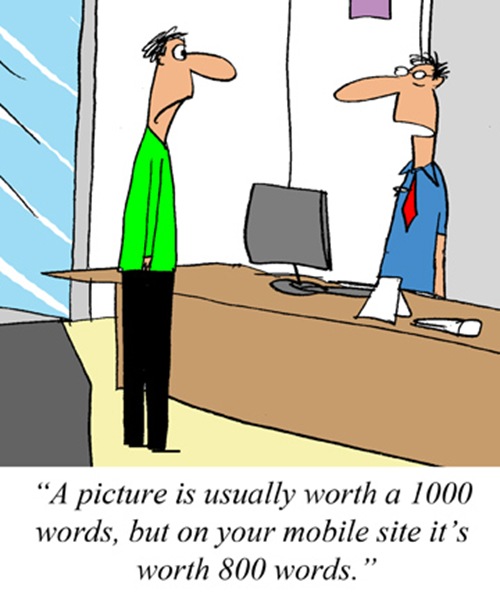 “A picture is usually worth a 1000
words, but on your mobile site it’s
worth 800 words.”